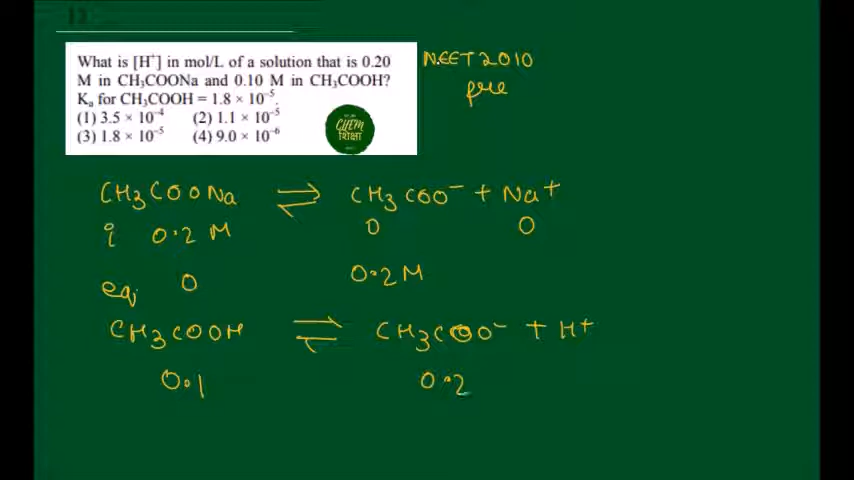 What is [H⁺] in mol/L of a solution that is 0.20
M in CH₃COONa and 0.10 M in CH₃COOH?
Kₐ for CH₃COOH = 1.8 × 10⁻⁵.
(1) 3.5 × 10⁻⁴ (2) 1.1 × 10⁻⁵
(3) 1.8 × 10⁻⁵ (4) 9.0 × 10⁻⁶
CHEM
शिक्षा
NEET 2010
pre
CH₃COONa ⇌ CH₃COO⁻ + Na⁺
i 0.2 M 0 0
eq 0 0.2M
CH₃COOH ⇌ CH₃COO⁻ + H⁺
0.1 0.2